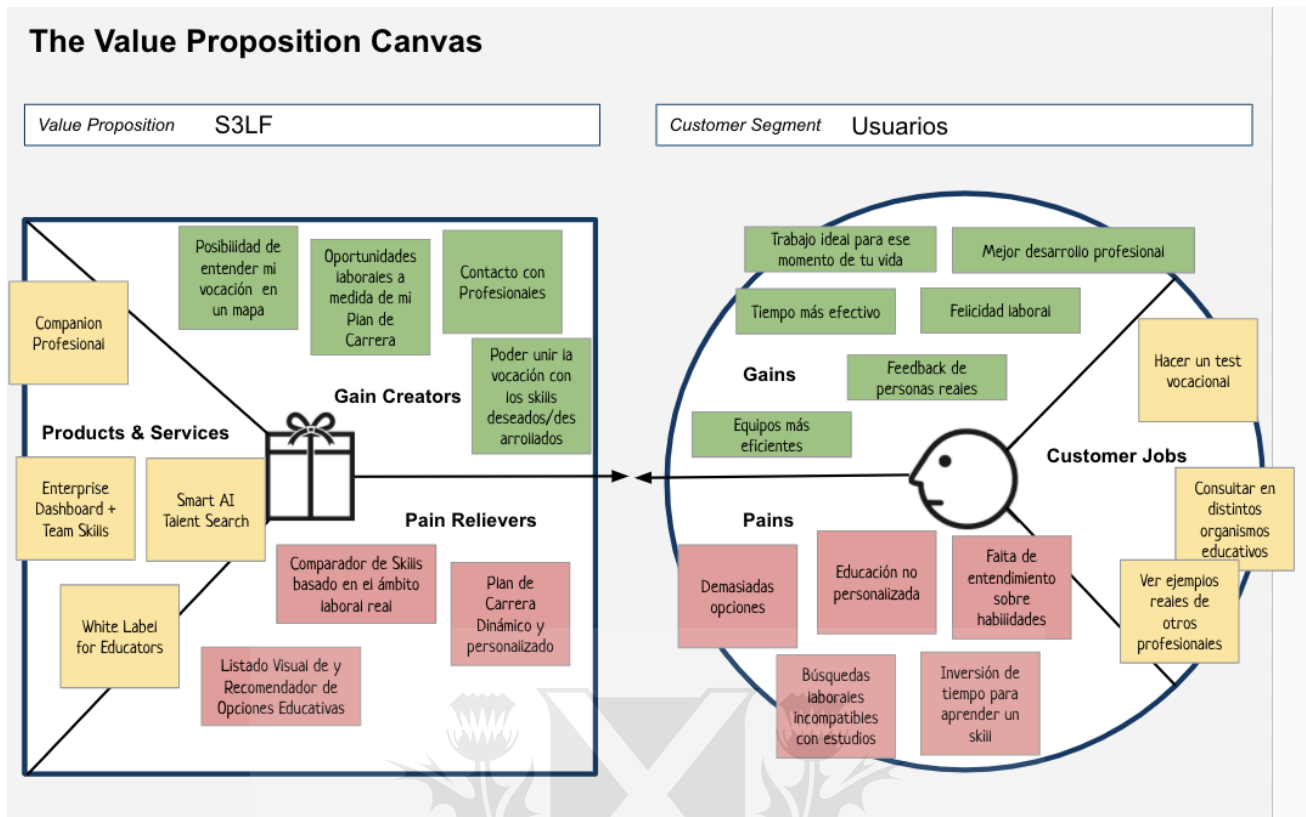 The Value Proposition Canvas
Value Proposition S3LF
Customer Segment Usuarios
Posibilidad de
entender mi
vocación en
un mapa
Oportunidades
laborales a
medida de mi
Plan de
Carrera
Contacto con
Profesionales
Poder unir la
vocación con
los skills
deseados/des
arrollados
Gain Creators
Companion
Profesional
Products & Services
Enterprise
Dashboard +
Team Skills
Smart AI
Talent Search
White Label
for Educators
Pain Relievers
Comparador de Skills
basado en el ámbito
laboral real
Plan de
Carrera
Dinámico y
personalizado
Listado Visual de y
Recomendador de
Opciones Educativas
Trabajo ideal para ese
momento de tu vida
Mejor desarrollo profesional
Tiempo más efectivo
Felicidad laboral
Gains
Feedback de
personas reales
Equipos más
eficientes
Customer Jobs
Hacer un test
vocacional
Consultar en
distintos
organismos
educativos
Ver ejemplos
reales de
otros
profesionales
Pains
Demasiadas
opciones
Educación no
personalizada
Falta de
entendimiento
sobre
habilidades
Búsquedas
laborales
incompatibles
con estudios
Inversión de
tiempo para
aprender un
skill